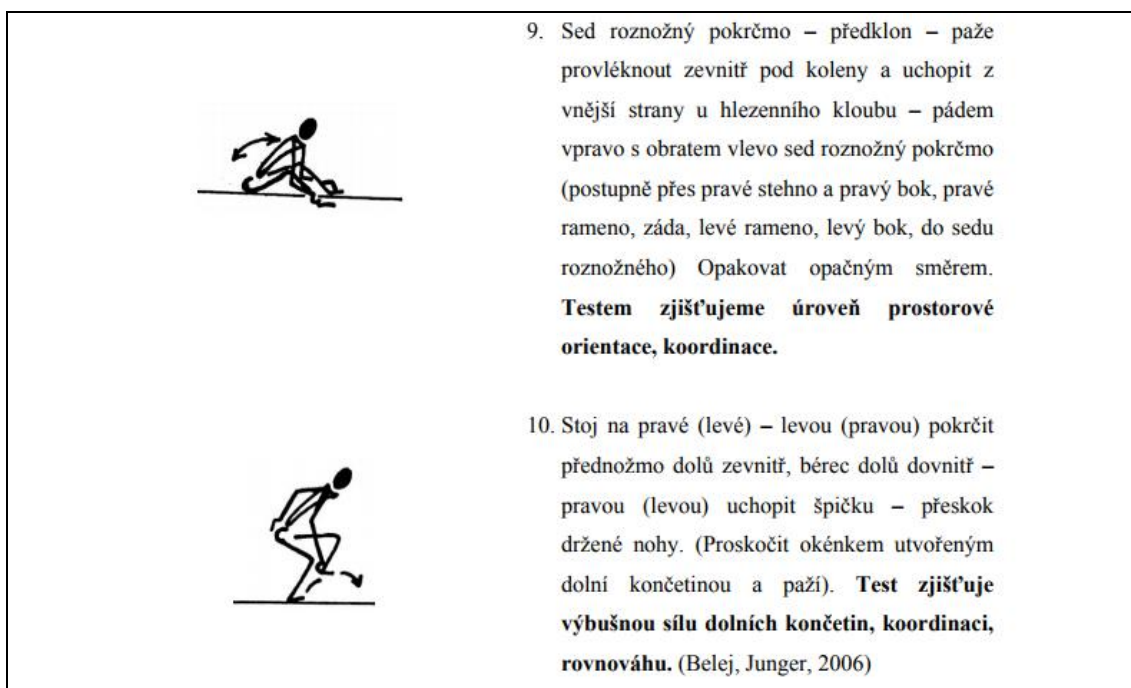 9. Sed roznožný pokrčmo – předklon – paže
provléknout zevnitř pod koleny a uchopit z
vnější strany u hlezenního kloubu – pádem
vpravo s obratem vlevo sed roznožný pokrčmo
(postupně přes pravé stehno a pravý bok, pravé
rameno, záda, levé rameno, levý bok, do sedu
roznožného) Opakovat opačným směrem.
Testem zjišťujeme úroveň prostorové
orientace, koordinace.
10. Stoj na pravé (levé) – levou (pravou) pokrčit
přednožmo dolů zevnitř, bérec dolů dovnitř –
pravou (levou) uchopit špičku – přeskok
držené nohy. (Proskočit okénkem utvořeným
dolní končetinou a paží). Test zjišťuje
výbušnou sílu dolních končetin, koordinaci,
rovnováhu. (Belej, Junger, 2006)